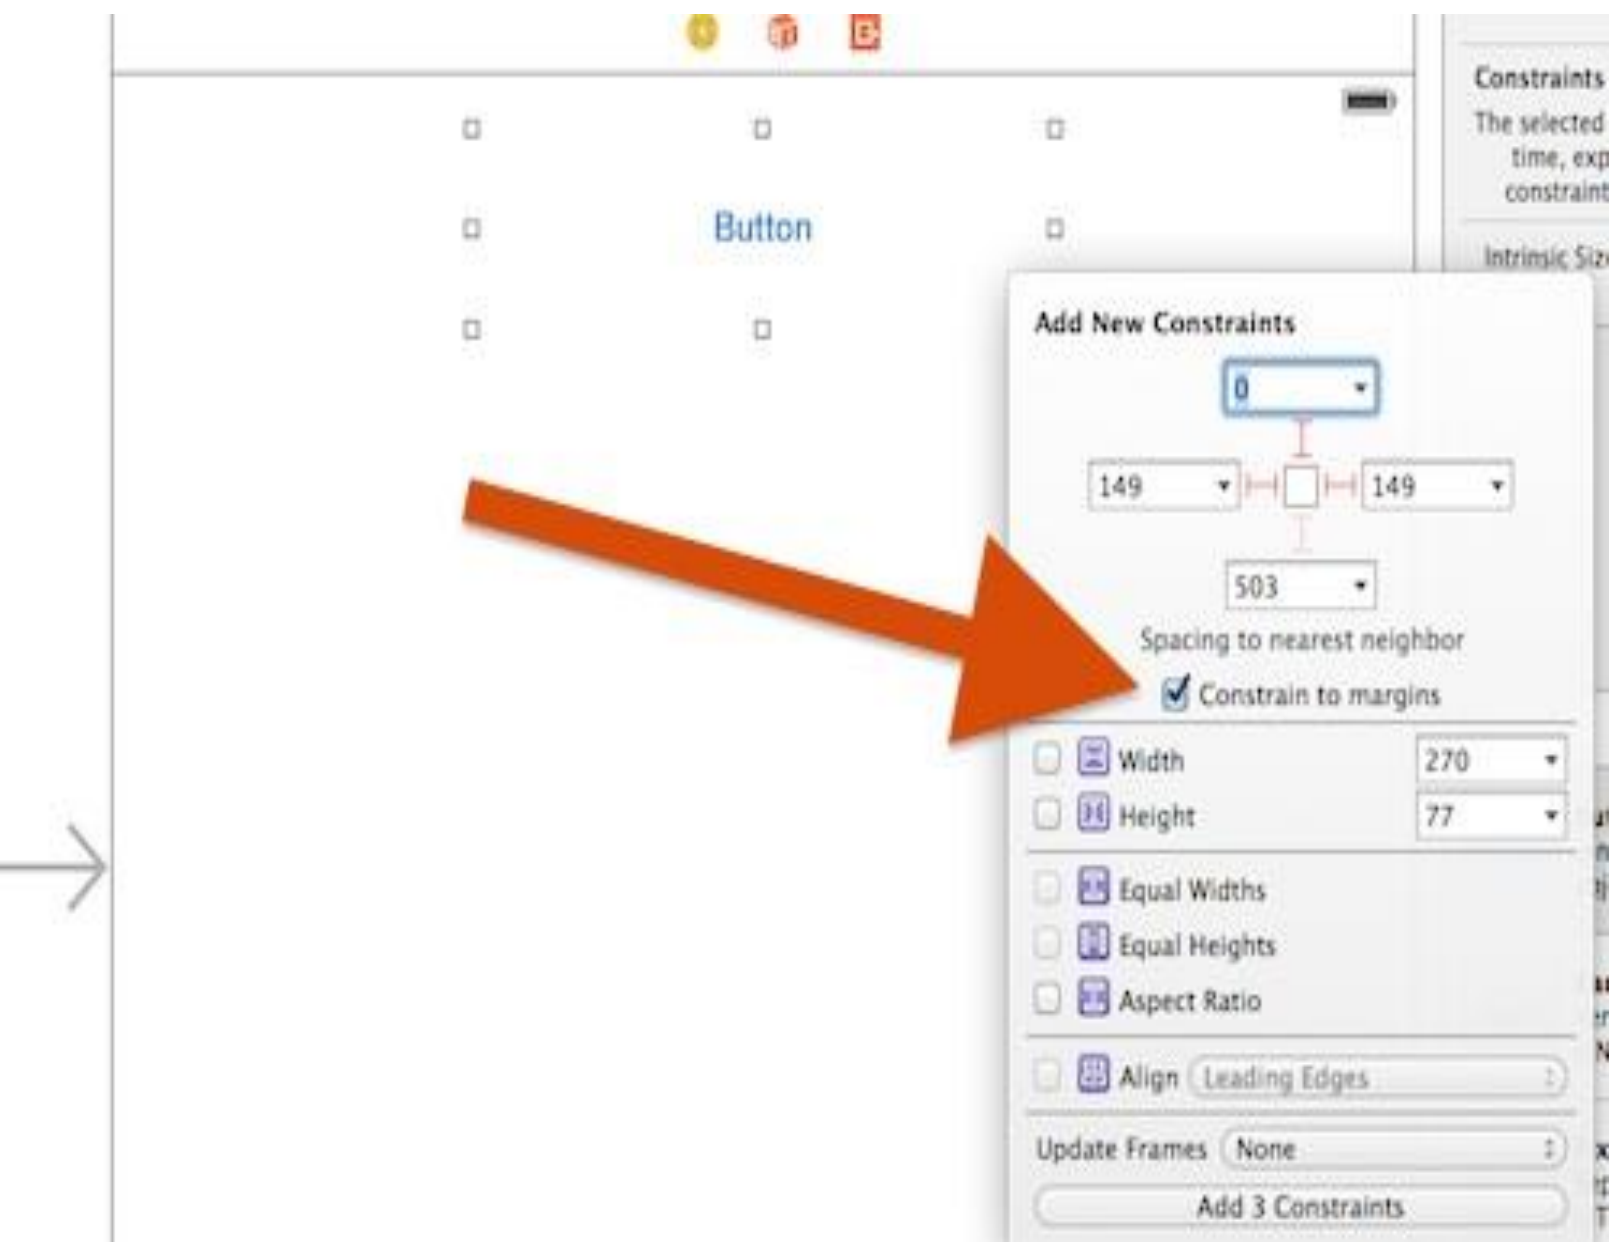 Constraints
The selected
time, exp
constraint
Button
Intrinsic Size
Add New Constraints
0
149
149
503
Spacing to nearest neighbor
Constrain to margins
Width
270
Height
77
Equal Widths
Equal Heights
Aspect Ratio
Align Leading Edges
Update Frames None
Add 3 Constraints